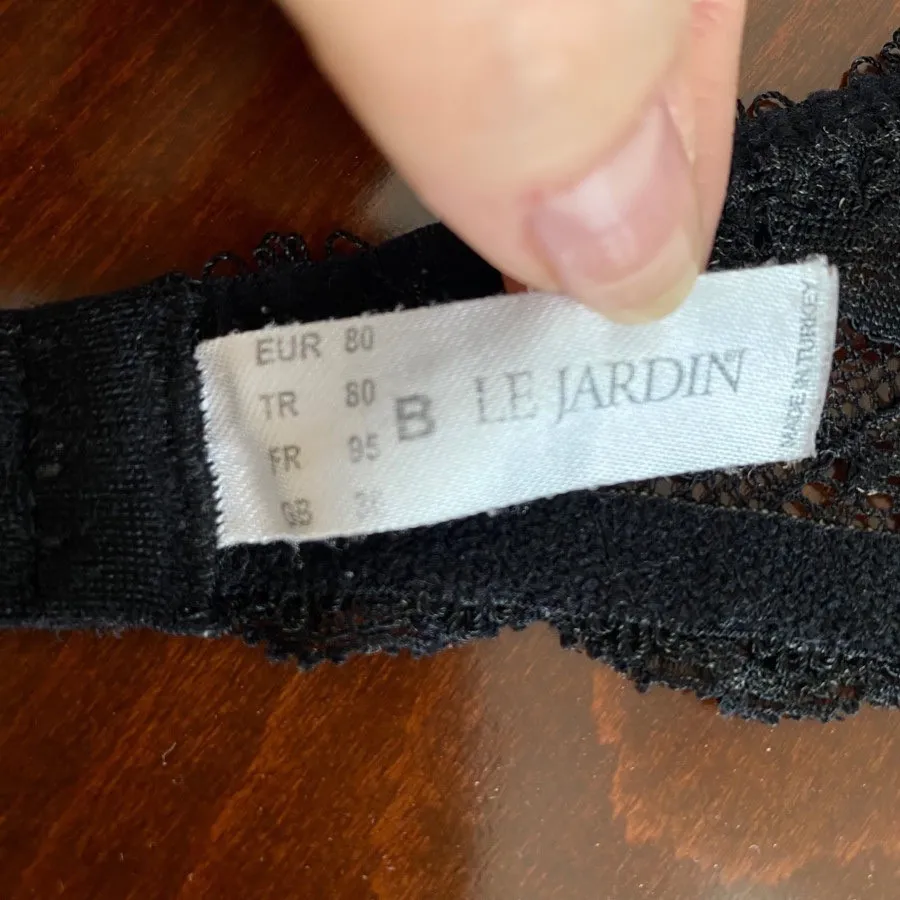 EUR 80
TR 80
FR 95
GB
B
LE JARDIN
MADE IN TURKEY